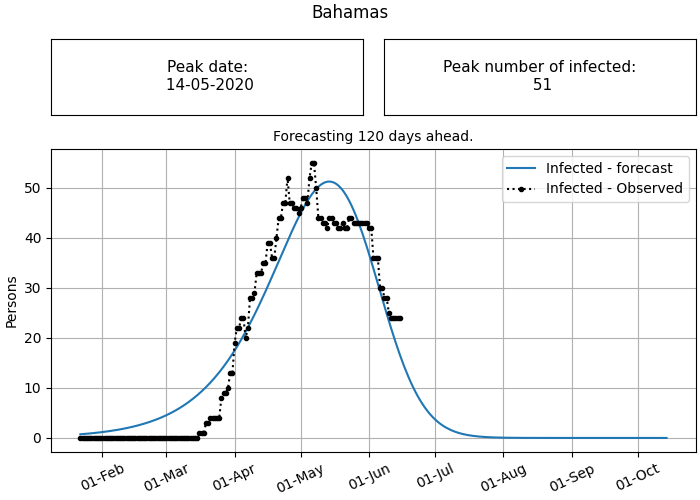 Bahamas
Peak date:
14-05-2020
Peak number of infected:
51
Forecasting 120 days ahead.
Infected - forecast
Infected - Observed
Persons
50
40
30
20
10
0
01-Feb
01-Mar
01-Apr
01-May
01-Jun
01-Jul
01-Aug
01-Sep
01-Oct